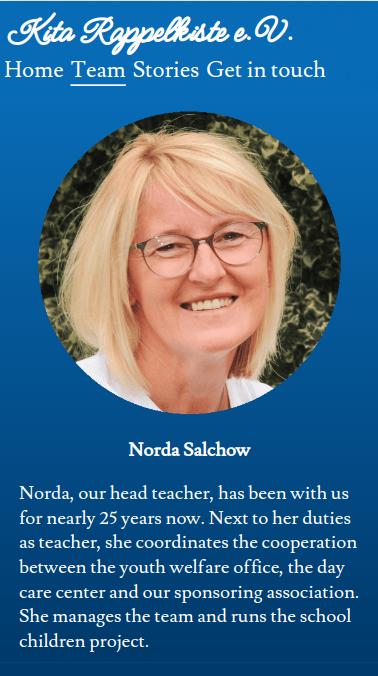 Kita Rappelkiste e.V.
Home Team Stories Get in touch
Norda Salchow
Norda, our head teacher, has been with us
for nearly 25 years now. Next to her duties
as teacher, she coordinates the cooperation
between the youth welfare office, the day
care center and our sponsoring association.
She manages the team and runs the school
children project.